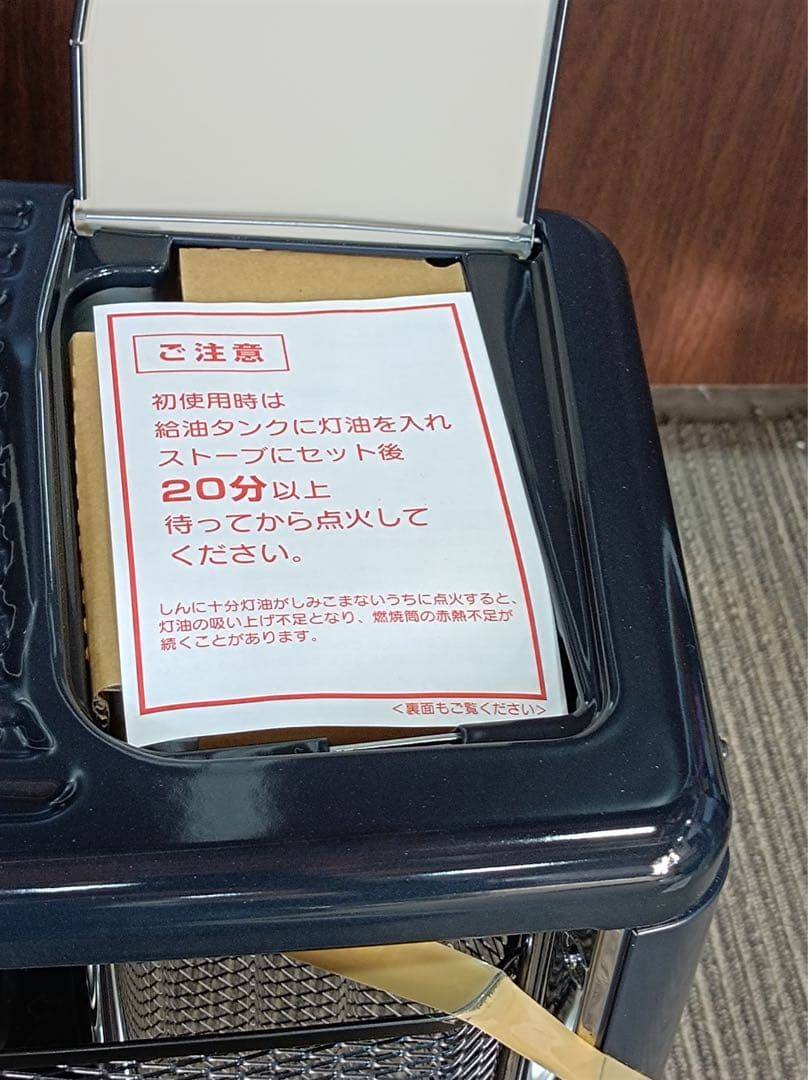 ご注意
初使用時は
給油タンクに灯油を入れ
ストーブにセット後
20分以上
待ってから点火して
ください。
しんに十分灯油がしみこまないうちに点火すると、
灯油の吸い上げ不足となり、燃焼筒の赤熱不足が
続くことがあります。
<裏面もご覧ください>